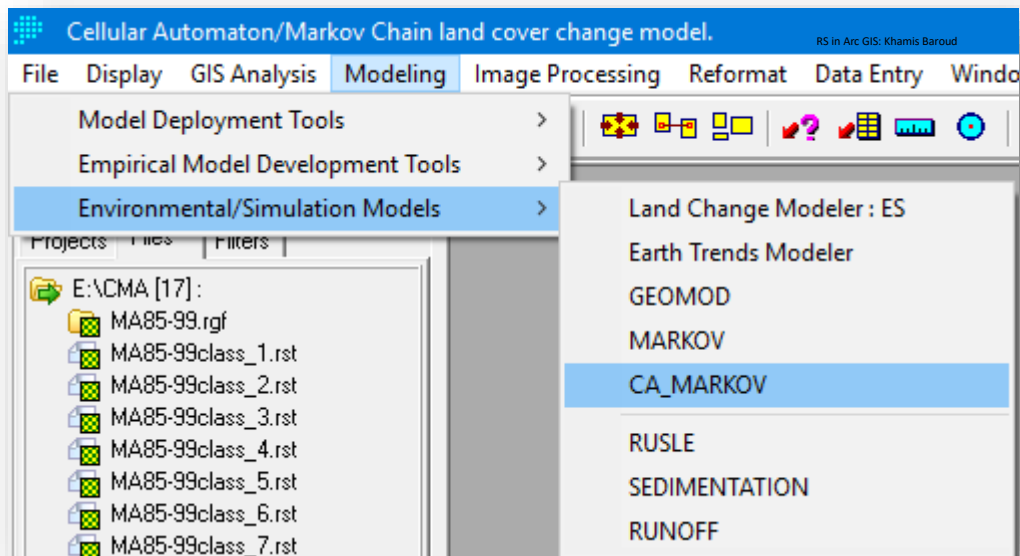 Cellular Automaton/Markov Chain land cover change model.
RS in Arc GIS: Khamis Baroud
File Display GIS Analysis Modeling Image Processing Reformat Data Entry Windo
Model Deployment Tools
Empirical Model Development Tools
Environmental/Simulation Models
Land Change Modeler : ES
Earth Trends Modeler
GEOMOD
MARKOV
CA_MARKOV
RUSLE
SEDIMENTATION
RUNOFF
Projects Files Filters
E:\CMA [17] :
MA85-99.rgf
MA85-99class_1.rst
MA85-99class_2.rst
MA85-99class_3.rst
MA85-99class_4.rst
MA85-99class_5.rst
MA85-99class_6.rst
MA85-99class_7.rst